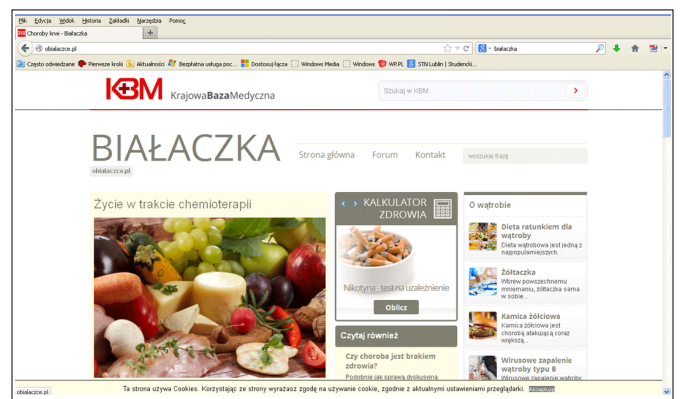 Plik Edycja Widok Historia Zakładki Narzędzia Pomoc
Choroby krwi - Białaczka
obialaczce.pl
białaczka
Często odwiedzane Pierwsze kroki Aktualności Bezpłatna usługa poc... Dostosuj łącza Windows Media Windows WP.PL STN Lublin | Studencki...
KBM KrajowaBazaMedyczna
Szukaj w KBM
BIAŁACZKA
obialaczce.pl
Strona główna Forum Kontakt
wyszukaj frazę
Życie w trakcie chemioterapii
KALKULATOR
ZDROWIA
Nikotyna - test na uzależnienie
Oblicz
Czytaj również
Czy choroba jest brakiem
zdrowia?
Podobnie jak sprawa dyskusyjna
O wątrobie
Dieta ratunkiem dla
wątroby
Dieta wątrobowa jest jedną z
najpopularniejszych.
Żółtaczka
Wbrew powszechnemu
mniemaniu, żółtaczka sama
w sobie...
Kamica żółciowa
Kamica żółciowa jest
chorobą atakującą coraz
większą...
Wirusowe zapalenie
wątroby typu B
Wirusowe zapalenie wątroby
Ta strona używa Cookies. Korzystając ze strony wyrażasz zgodę na używanie cookie, zgodnie z aktualnymi ustawieniami przeglądarki.
obialaczce.pl